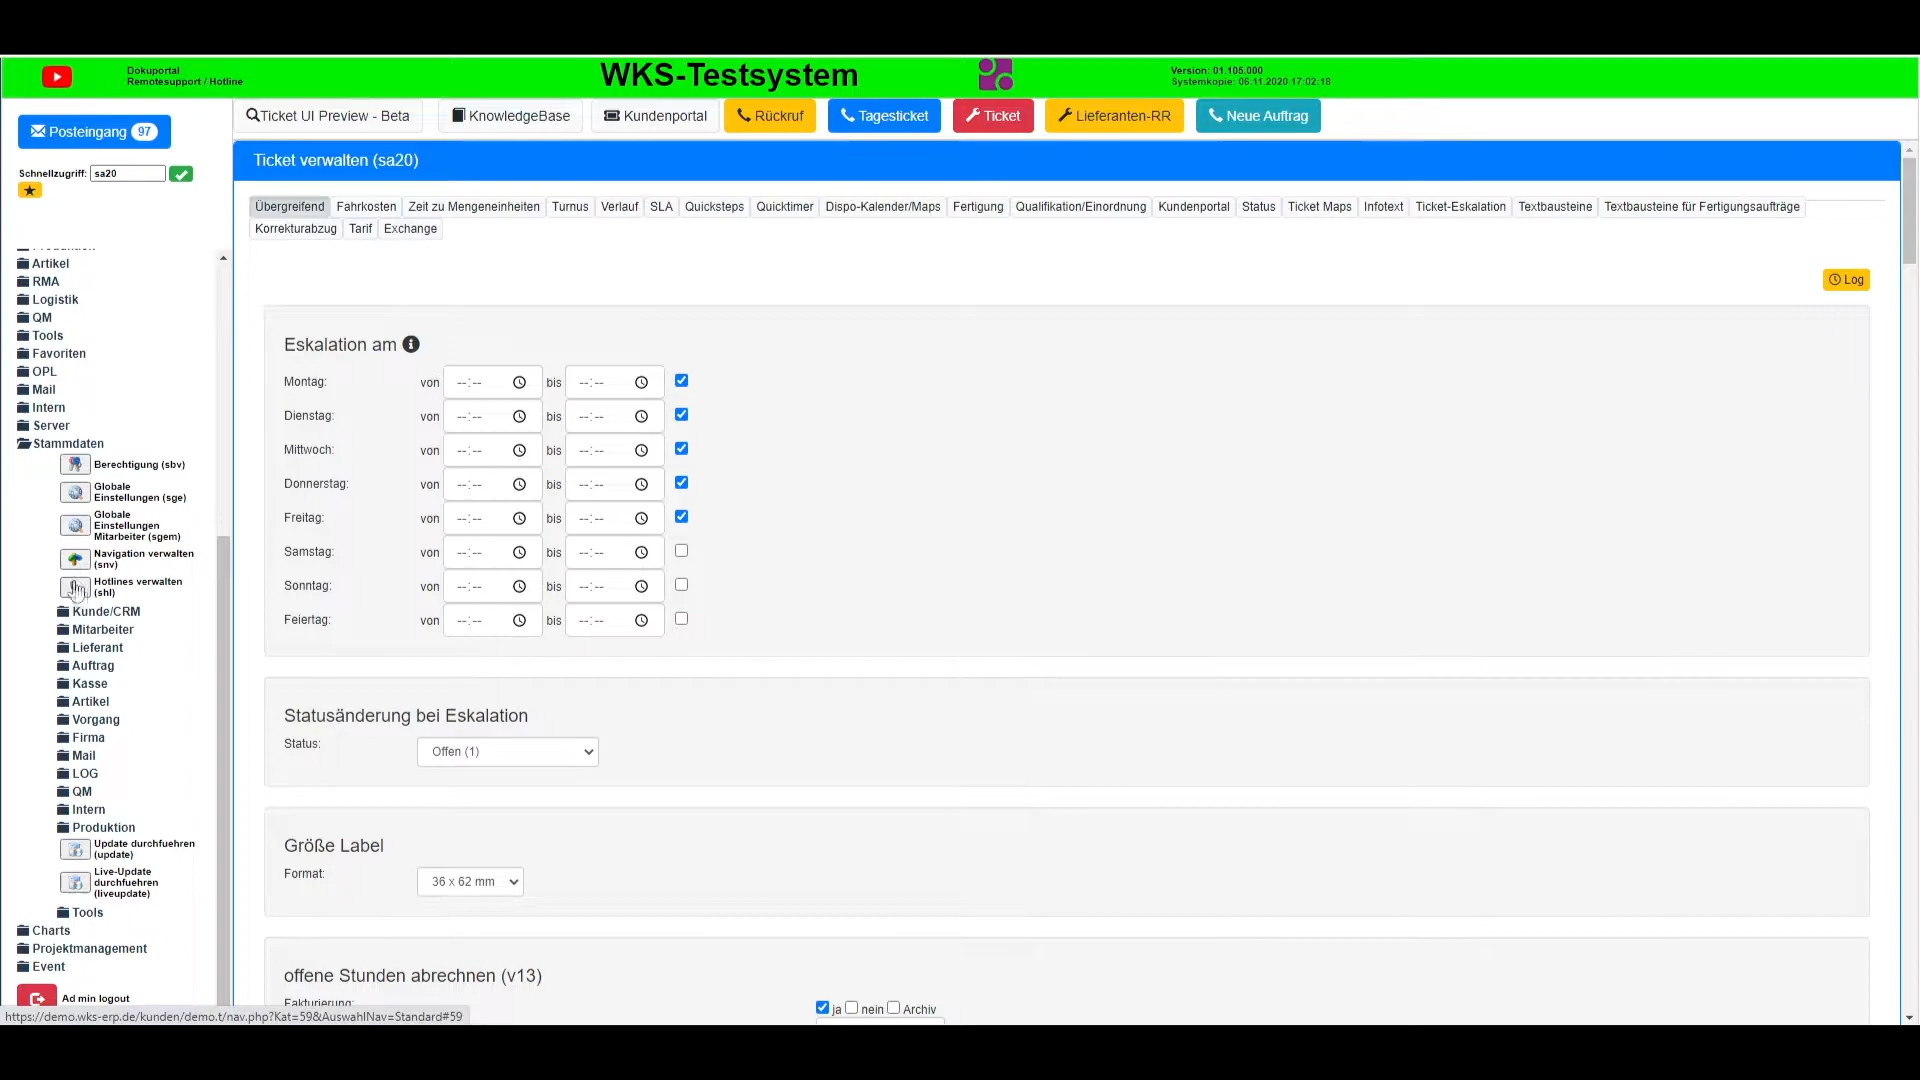 Dokuportal
Remotesupport / Hotline
WKS-Testsystem
Version: 01.105.000
Systemkopie: 06.11.2020 17:02:18
Posteingang 97
Ticket UI Preview - Beta
KnowledgeBase
Kundenportal
Rückruf
Tagesticket
Ticket
Lieferanten-RR
Neue Auftrag
Schnellzugriff: sa20
Ticket verwalten (sa20)
Übergreifend
Fahrkosten
Zeit zu Mengeneinheiten
Turnus
Verlauf
SLA
Quicksteps
Quicktimer
Dispo-Kalender/Maps
Fertigung
Qualifikation/Einordnung
Kundenportal
Status
Ticket Maps
Infotext
Ticket-Eskalation
Textbausteine
Textbausteine für Fertigungsaufträge
Korrekturabzug
Tarif
Exchange
Log
Artikel
RMA
Logistik
QM
Tools
Favoriten
OPL
Mail
Intern
Server
Stammdaten
Berechtigung (sbv)
Globale
Einstellungen (sge)
Globale
Einstellungen
Mitarbeiter (sgem)
Navigation verwalten
(snv)
Hotlines verwalten
(shl)
Kunde/CRM
Mitarbeiter
Lieferant
Auftrag
Kasse
Artikel
Vorgang
Firma
Mail
LOG
QM
Intern
Produktion
Update durchfuehren
(update)
Live-Update
durchfuehren
(liveupdate)
Tools
Charts
Projektmanagement
Event
Ad min logout
Eskalation am
Montag: von --:-- bis --:--
Dienstag: von --:-- bis --:--
Mittwoch: von --:-- bis --:--
Donnerstag: von --:-- bis --:--
Freitag: von --:-- bis --:--
Samstag: von --:-- bis --:--
Sonntag: von --:-- bis --:--
Feiertag: von --:-- bis --:--
Statusänderung bei Eskalation
Status: Offen (1)
Größe Label
Format: 36 x 62 mm
offene Stunden abrechnen (v13)
Fakturierung: ja nein Archiv
https://demo.wks-erp.de/kunden/demo.t/nav.php?Kat=59&AuswahlNav=Standard#59